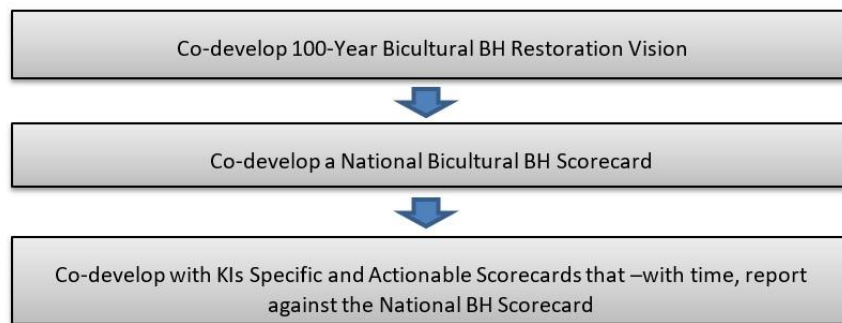 Co-develop 100-Year Bicultural BH Restoration Vision
Co-develop a National Bicultural BH Scorecard
Co-develop with KIs Specific and Actionable Scorecards that –with time, report
against the National BH Scorecard